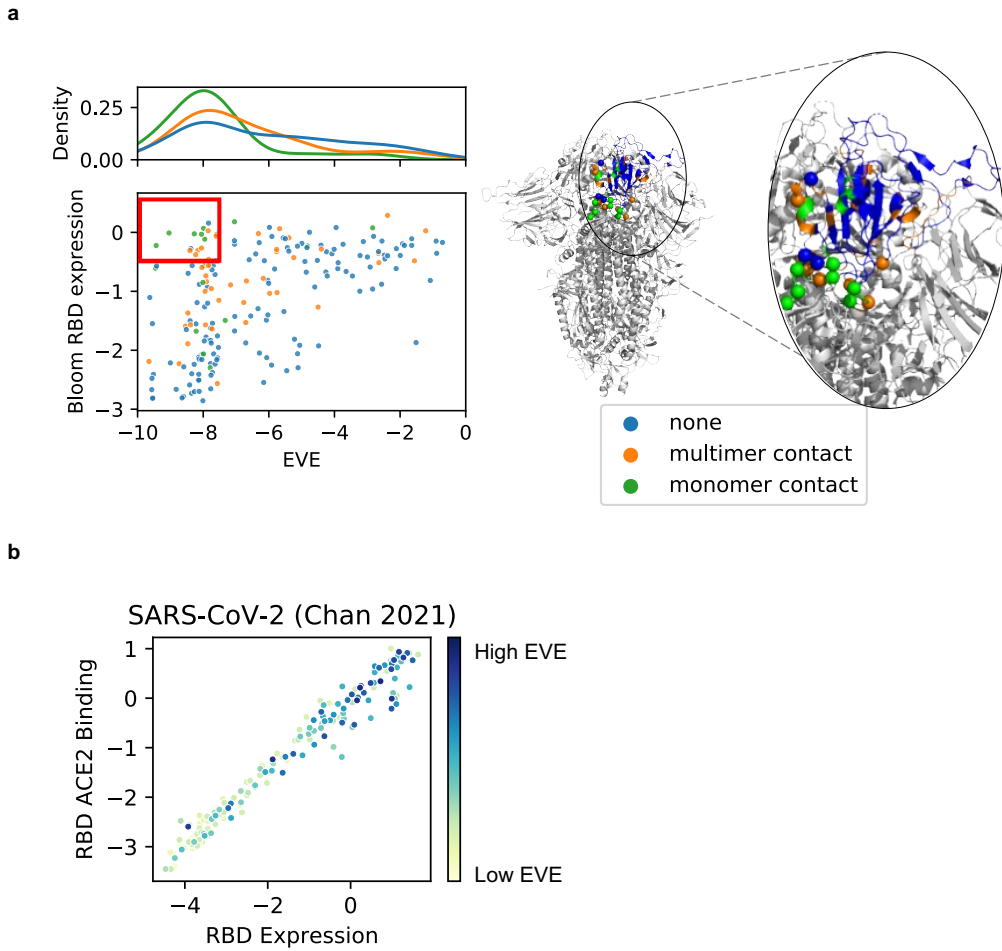 a
Density
0.25
0.00
Bloom RBD expression
0
−1
−2
−3
−10
−8
−6
−4
−2
0
EVE
none
multimer contact
monomer contact
b
SARS-CoV-2 (Chan 2021)
RBD ACE2 Binding
1
0
−1
−2
−3
−4
−2
0
RBD Expression
High EVE
Low EVE